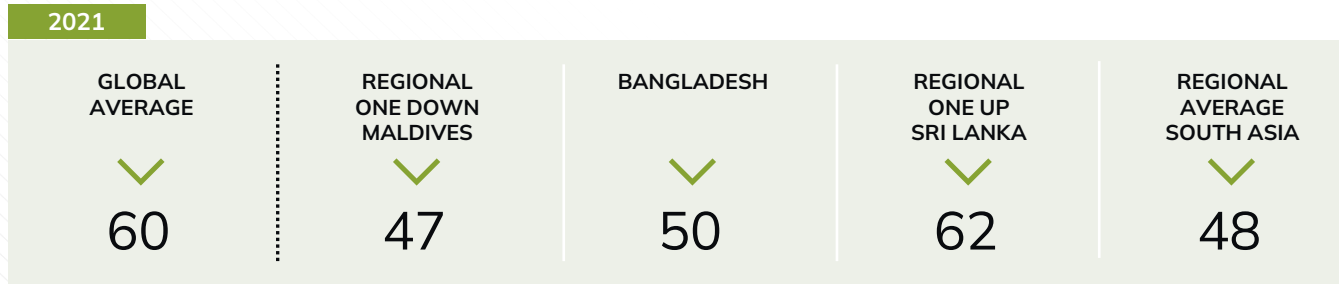 2021
GLOBAL
AVERAGE
60
REGIONAL
ONE DOWN
MALDIVES
47
BANGLADESH
50
REGIONAL
ONE UP
SRI LANKA
62
REGIONAL
AVERAGE
SOUTH ASIA
48